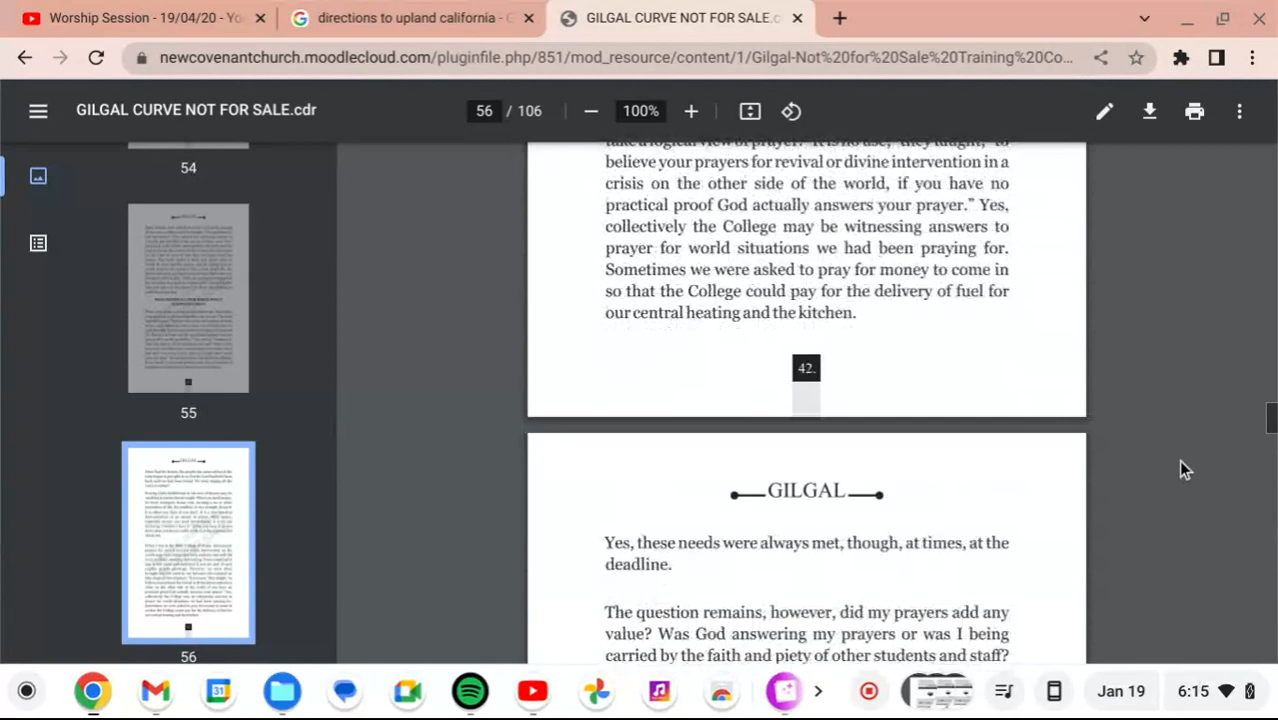 Worship Session - 19/04/20 - Yo
directions to upland california - G
GILGAL CURVE NOT FOR SALE.c
newcovenantchurch.moodlecloud.com/pluginfile.php/851/mod_resource/content/1/Gilgal-Not%20for%20Sale%20Training%20Co...
GILGAL CURVE NOT FOR SALE.cdr
56 / 106
100%
54
55
56
believe your prayers for revival or divine intervention in a
crisis on the other side of the world, if you have no
practical proof God actually answers your prayer.” Yes,
correctively the College may be witnessing answers to
prayer for world situations we had been praying for.
Sometimes we were asked to pray for money to come in
so that the College could pay for the delivery of fuel for
our central heating and the kitchen.
42.
GILGAL
Yes, these needs were always met, though, at times, at the
deadline.
The question remains, however, did my prayers add any
value? Was God answering my prayers or was I being
carried by the faith and piety of other students and staff?
31
Jan 19
6:15